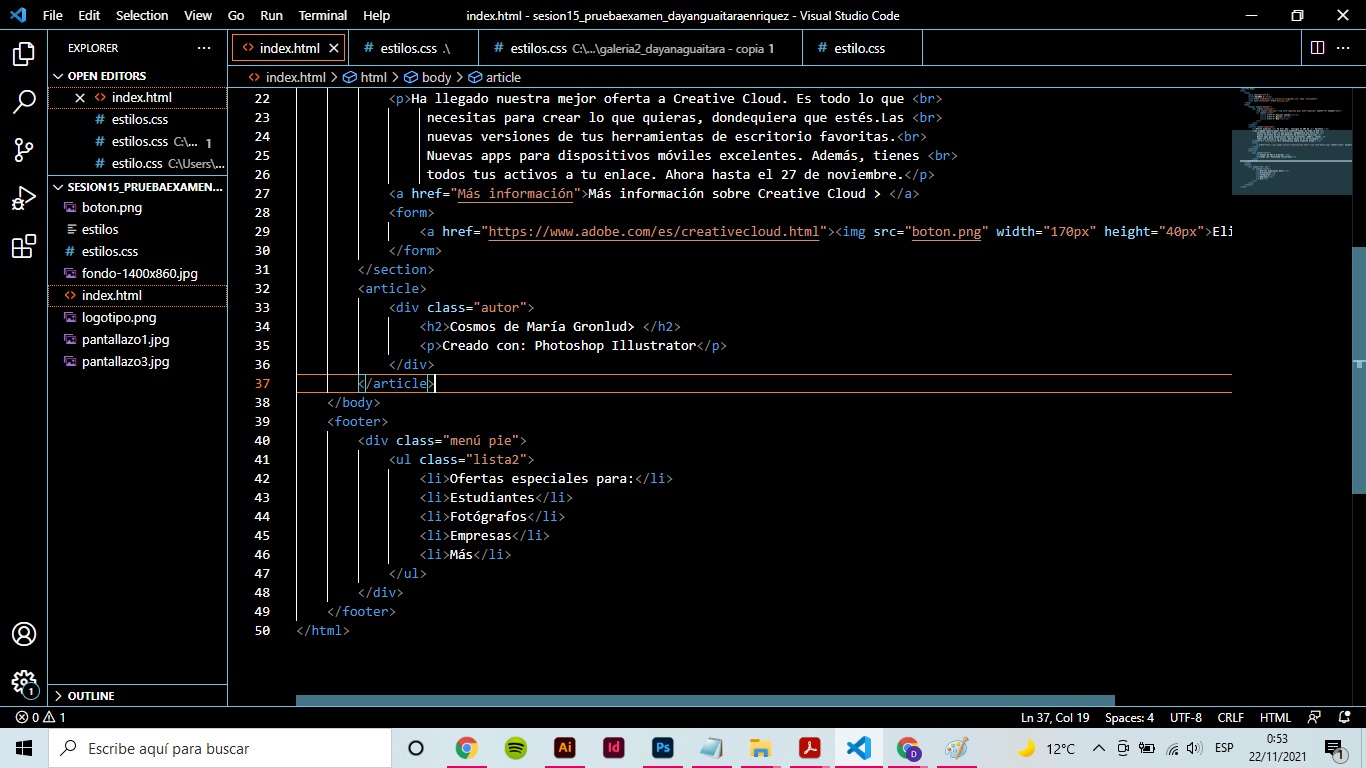 File Edit Selection View Go Run Terminal Help index.html - sesion15_pruebaexamen_dayanguaitaraenriquez - Visual Studio Code
EXPLORER
index.html
estilos.css .\
estilos.css C:\...\galeria2_dayanaguaitara - copia 1
estilo.css
OPEN EDITORS
index.html
estilos.css
estilos.css C:\... 1
estilo.css C:\Users\...
SESION15_PRUEBAEXAMEN...
boton.png
estilos
estilos.css
fondo-1400x860.jpg
index.html
logotipo.png
pantallazo1.jpg
pantallazo3.jpg
OUTLINE
index.html > html > body > article
22 <p>Ha llegado nuestra mejor oferta a Creative Cloud. Es todo lo que <br>
23 necesitas para crear lo que quieras, dondequiera que estés.Las <br>
24 nuevas versiones de tus herramientas de escritorio favoritas.<br>
25 Nuevas apps para dispositivos móviles excelentes. Además, tienes <br>
26 todos tus activos a tu enlace. Ahora hasta el 27 de noviembre.</p>
27 <a href="Más información">Más información sobre Creative Cloud > </a>
28 <form>
29 <a href="https://www.adobe.com/es/creativecloud.html"><img src="boton.png" width="170px" height="40px">Eli
30 </form>
31 </section>
32 <article>
33 <div class="autor">
34 <h2>Cosmos de María Gronlud> </h2>
35 <p>Creado con: Photoshop Illustrator</p>
36 </div>
37 </article>
38 </body>
39 <footer>
40 <div class="menú pie">
41 <ul class="lista2">
42 <li>Ofertas especiales para:</li>
43 <li>Estudiantes</li>
44 <li>Fotógrafos</li>
45 <li>Empresas</li>
46 <li>Más</li>
47 </ul>
48 </div>
49 </footer>
50 </html>
1
0 1 Ln 37, Col 19 Spaces: 4 UTF-8 CRLF HTML
Escribe aquí para buscar
Ai Id Ps D
12°C ESP
0:53
22/11/2021
1